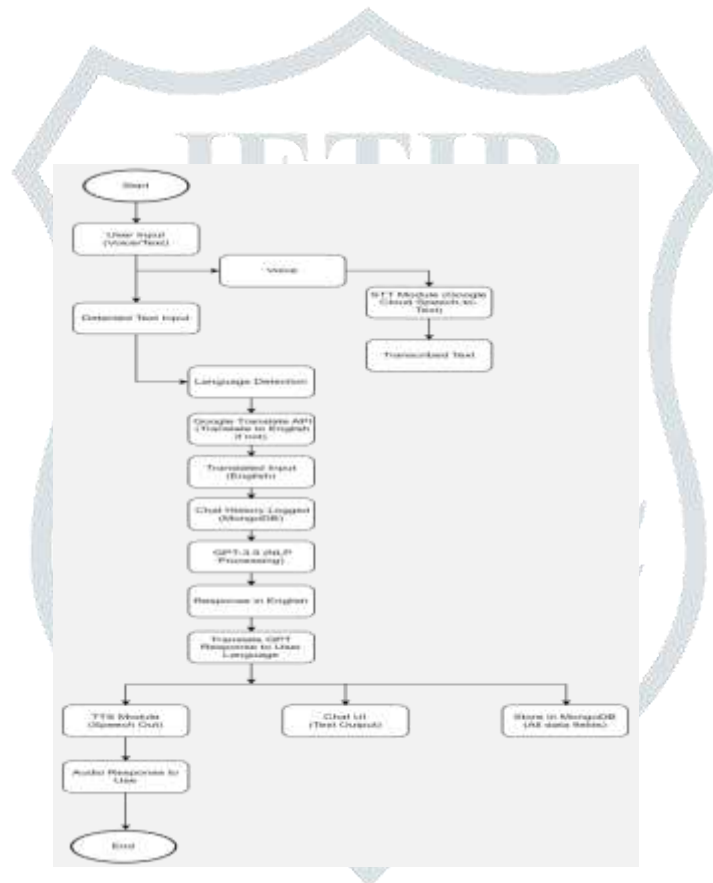 JETIR
Start
User Input
(Voice/Text)
Voice
STT Module (Google
Cloud Speech-to-
Text)
Detected Text Input
Transcribed Text
Language Detection
Google Translate API
(Translate to English
if not)
Translated Input
(English)
Chat History Logged
(MongoDB)
GPT-3.5 (NLP
Processing)
Response in English
Translate GPT
Response to User
Language
TTS Module
(Speech Out)
Chat UI
(Text Output)
Store in MongoDB
(All data fields)
Audio Response to
Use
End